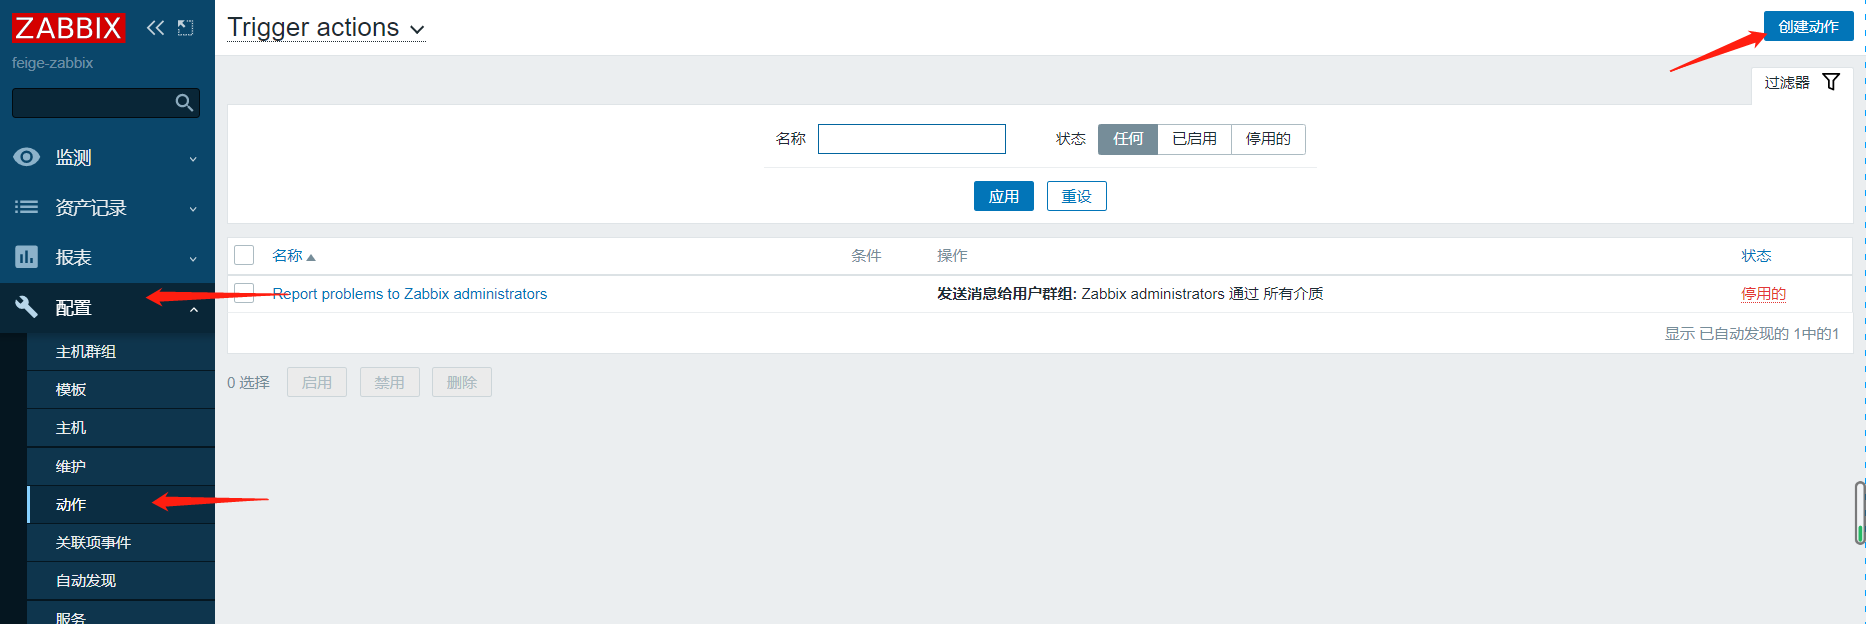 ZABBIX
feige-zabbix
监测
资产记录
报表
配置
主机群组
模板
主机
维护
动作
关联项事件
自动发现
服务
Trigger actions
创建动作
过滤器
名称
状态 任何 已启用 停用的
应用 重设
名称 条件 操作 状态
Report problems to Zabbix administrators 发送消息给用户群组: Zabbix administrators 通过 所有介质 停用的
显示 已自动发现的 1中的1
0 选择 启用 禁用 删除